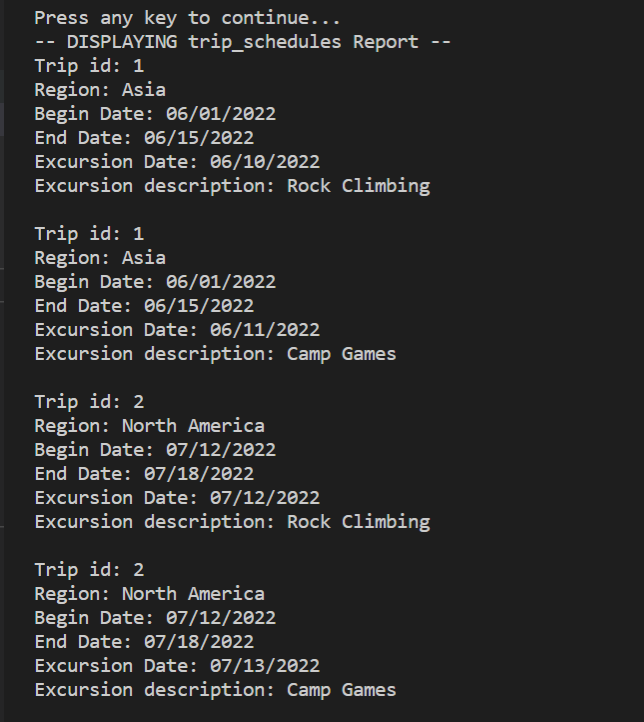 Press any key to continue...
-- DISPLAYING trip_schedules Report --
Trip id: 1
Region: Asia
Begin Date: 06/01/2022
End Date: 06/15/2022
Excursion Date: 06/10/2022
Excursion description: Rock Climbing
Trip id: 1
Region: Asia
Begin Date: 06/01/2022
End Date: 06/15/2022
Excursion Date: 06/11/2022
Excursion description: Camp Games
Trip id: 2
Region: North America
Begin Date: 07/12/2022
End Date: 07/18/2022
Excursion Date: 07/12/2022
Excursion description: Rock Climbing
Trip id: 2
Region: North America
Begin Date: 07/12/2022
End Date: 07/18/2022
Excursion Date: 07/13/2022
Excursion description: Camp Games